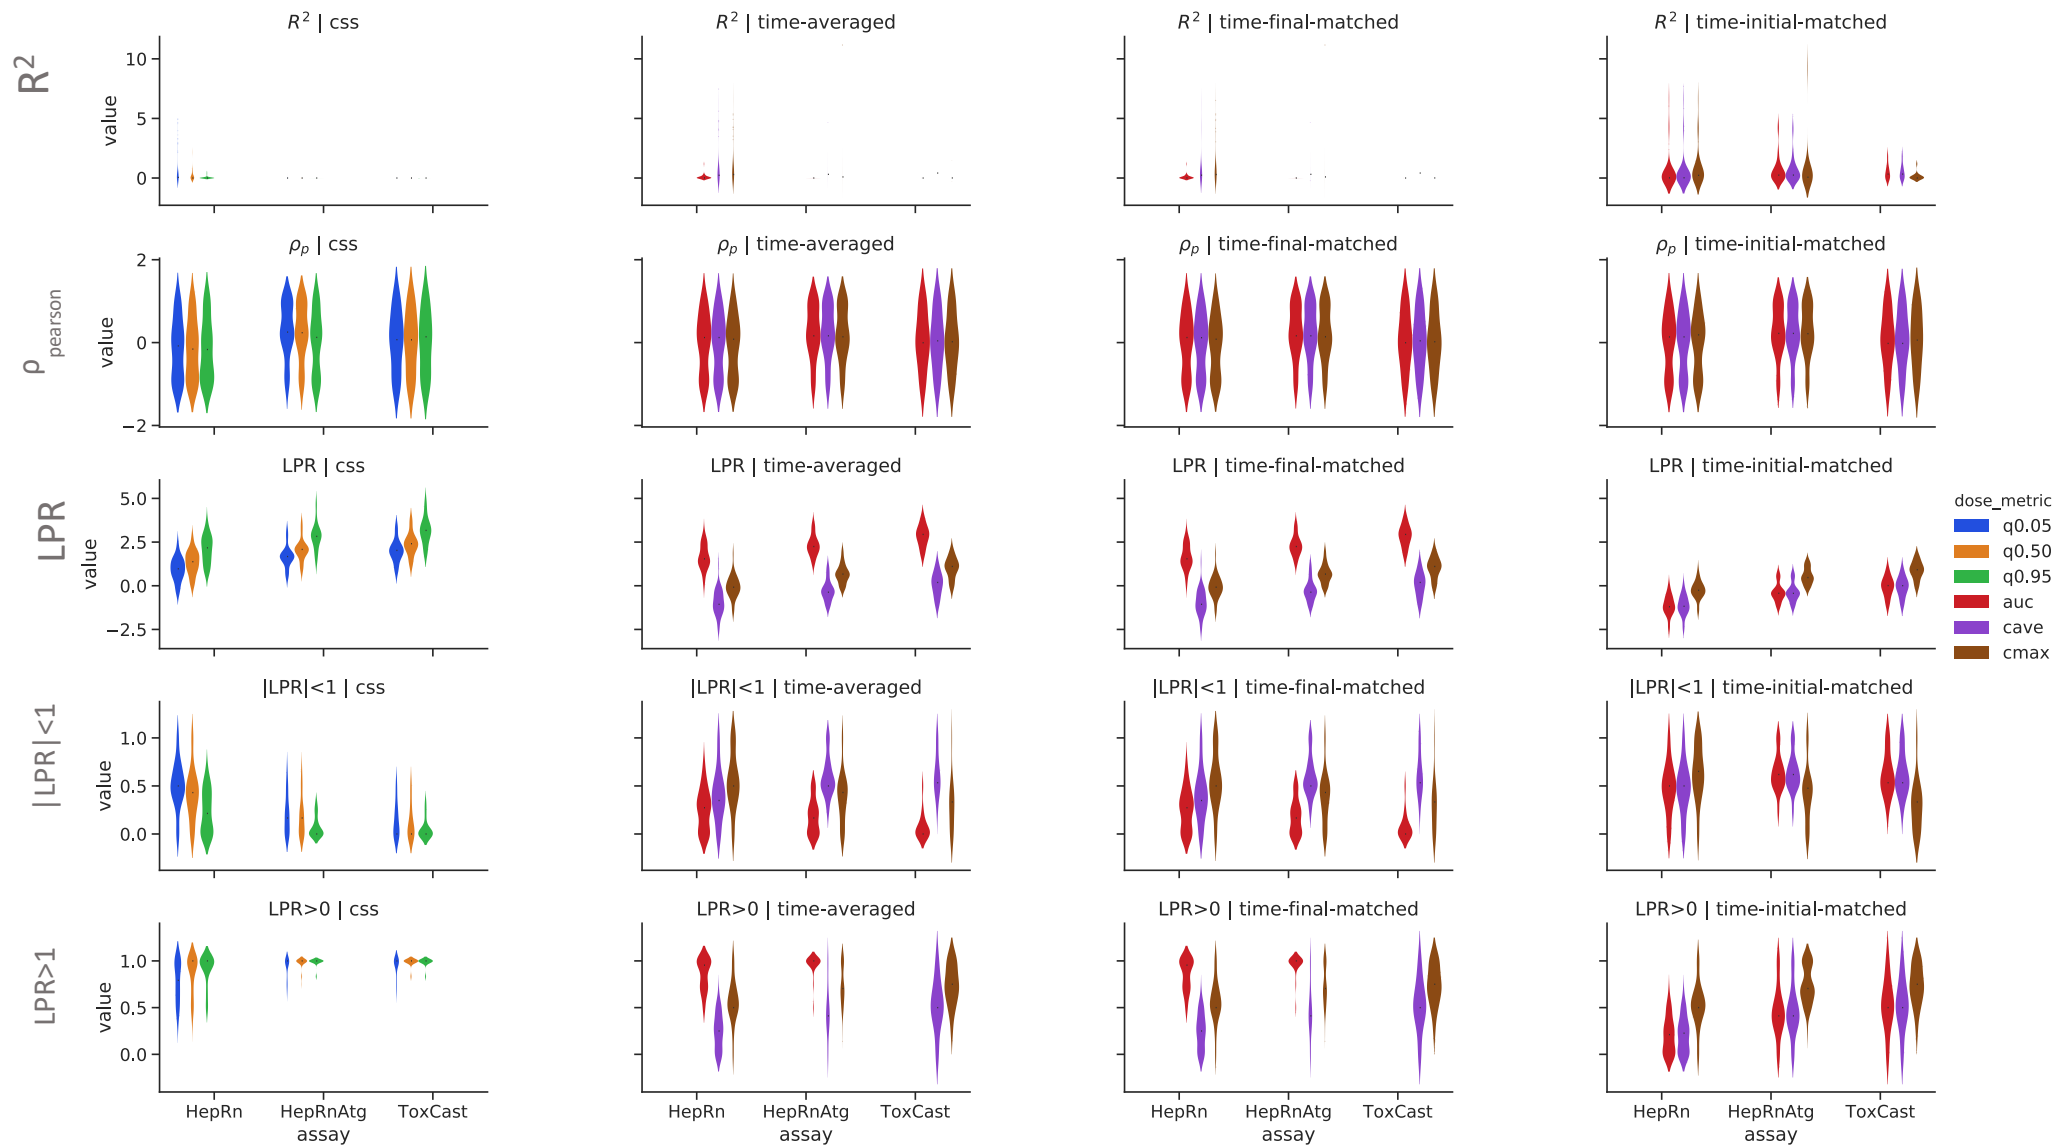 R² | css
R² | time-averaged
R² | time-final-matched
R² | time-initial-matched
R²
value
10
5
0
ρp | css
ρp | time-averaged
ρp | time-final-matched
ρp | time-initial-matched
ρ pearson
value
2
0
−2
LPR | css
LPR | time-averaged
LPR | time-final-matched
LPR | time-initial-matched
LPR
value
5.0
2.5
0.0
−2.5
dose_metric
q0.05
q0.50
q0.95
auc
cave
cmax
|LPR|<1 | css
|LPR|<1 | time-averaged
|LPR|<1 | time-final-matched
|LPR|<1 | time-initial-matched
|LPR|<1
value
1.0
0.5
0.0
LPR>0 | css
LPR>0 | time-averaged
LPR>0 | time-final-matched
LPR>0 | time-initial-matched
LPR>1
value
1.0
0.5
0.0
HepRn HepRnAtg ToxCast
assay
HepRn HepRnAtg ToxCast
assay
HepRn HepRnAtg ToxCast
assay
HepRn HepRnAtg ToxCast
assay